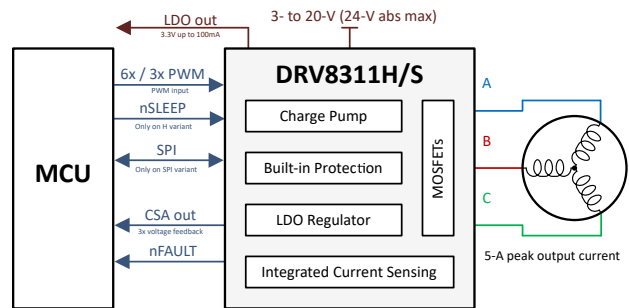 LDO out
3.3V up to 100mA
3- to 20-V (24-V abs max)
MCU
6x / 3x PWM
PWM input
nSLEEP
Only on H variant
SPI
Only on SPI variant
CSA out
3x voltage feedback
nFAULT
DRV8311H/S
Charge Pump
Built-in Protection
LDO Regulator
Integrated Current Sensing
MOSFETs
A
B
C
5-A peak output current